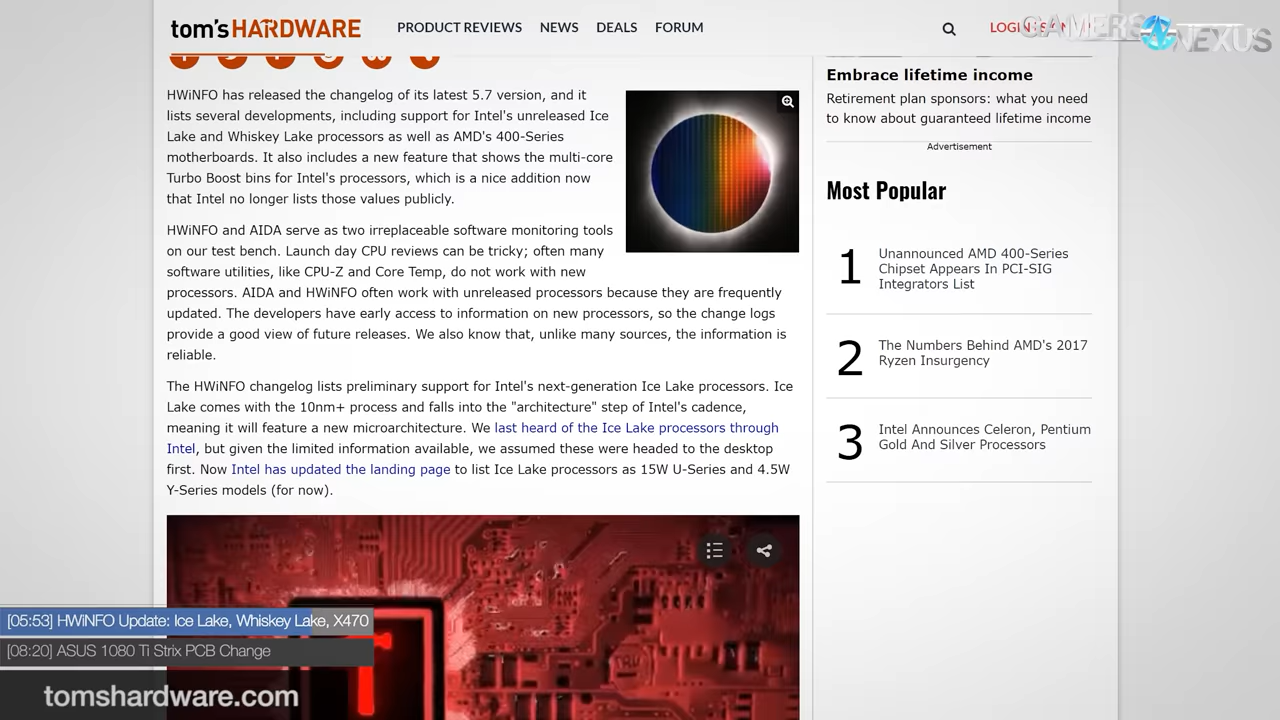 tom's HARDWARE
PRODUCT REVIEWS NEWS DEALS FORUM
GAMERS NEXUS
HWiNFO has released the changelog of its latest 5.7 version, and it
lists several developments, including support for Intel's unreleased Ice
Lake and Whiskey Lake processors as well as AMD's 400-Series
motherboards. It also includes a new feature that shows the multi-core
Turbo Boost bins for Intel's processors, which is a nice addition now
that Intel no longer lists those values publicly.
HWiNFO and AIDA serve as two irreplaceable software monitoring tools
on our test bench. Launch day CPU reviews can be tricky; often many
software utilities, like CPU-Z and Core Temp, do not work with new
processors. AIDA and HWiNFO often work with unreleased processors because they are frequently
updated. The developers have early access to information on new processors, so the change logs
provide a good view of future releases. We also know that, unlike many sources, the information is
reliable.
The HWiNFO changelog lists preliminary support for Intel's next-generation Ice Lake processors. Ice
Lake comes with the 10nm+ process and falls into the "architecture" step of Intel's cadence,
meaning it will feature a new microarchitecture. We last heard of the Ice Lake processors through
Intel, but given the limited information available, we assumed these were headed to the desktop
first. Now Intel has updated the landing page to list Ice Lake processors as 15W U-Series and 4.5W
Y-Series models (for now).
Embrace lifetime income
Retirement plan sponsors: what you need
to know about guaranteed lifetime income
Advertisement
Most Popular
1
Unannounced AMD 400-Series
Chipset Appears In PCI-SIG
Integrators List
2
The Numbers Behind AMD's 2017
Ryzen Insurgency
3
Intel Announces Celeron, Pentium
Gold And Silver Processors
[05:53] HWiNFO Update: Ice Lake, Whiskey Lake, X470
[08:20] ASUS 1080 Ti Strix PCB Change
tomshardware.com